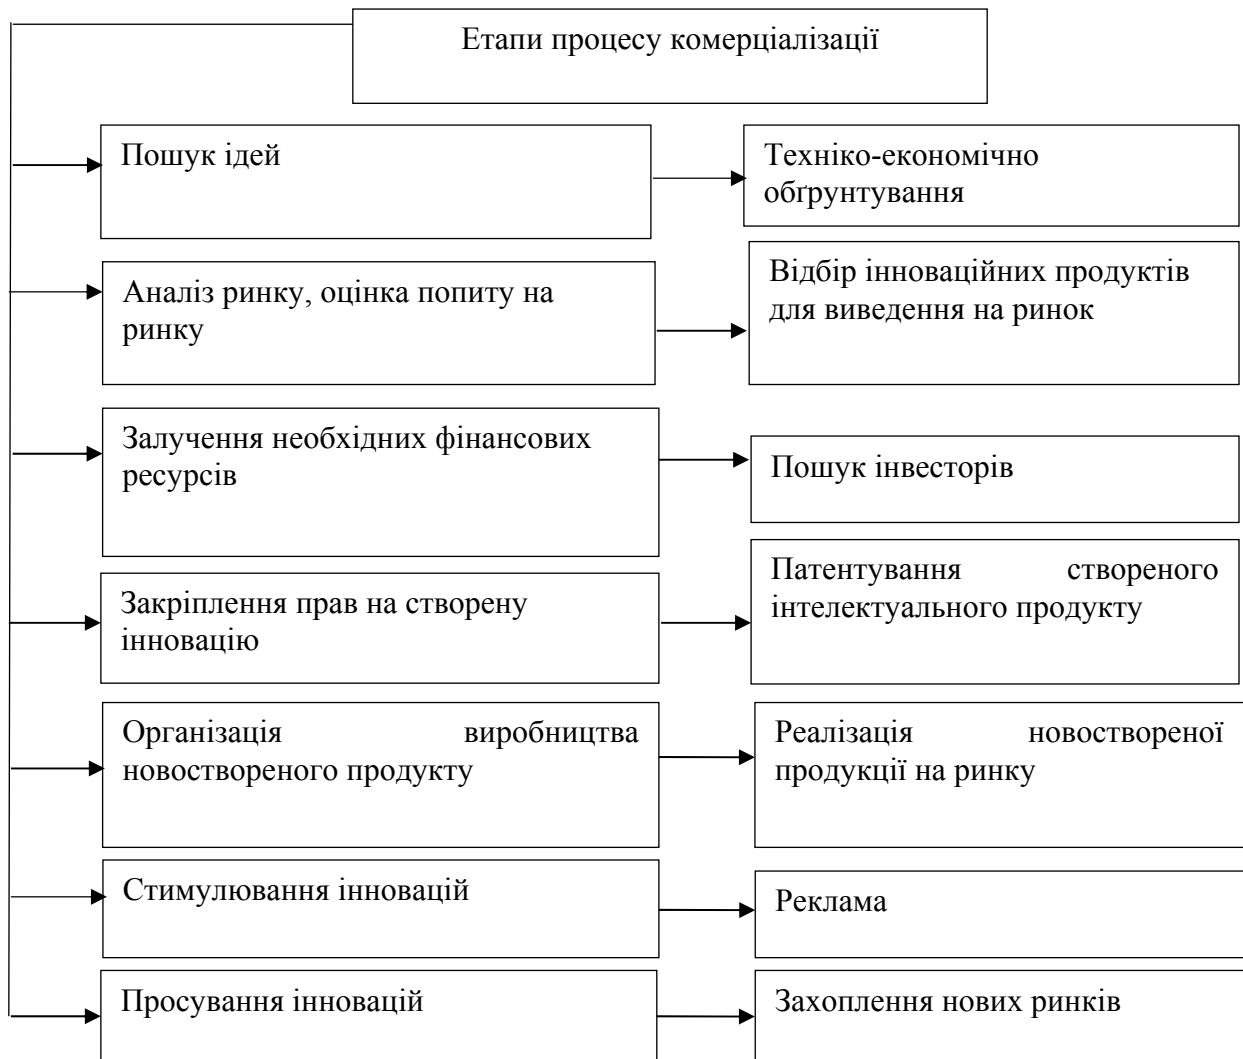 Етапи процесу комерціалізації
Пошук ідей
Техніко-економічно
обґрунтування
Аналіз ринку, оцінка попиту на
ринку
Відбір інноваційних продуктів
для виведення на ринок
Залучення необхідних фінансових
ресурсів
Пошук інвесторів
Закріплення прав на створену
інновацію
Патентування створеного
інтелектуального продукту
Організація виробництва
новоствореного продукту
Реалізація новоствореної
продукції на ринку
Стимулювання інновацій
Реклама
Просування інновацій
Захоплення нових ринків